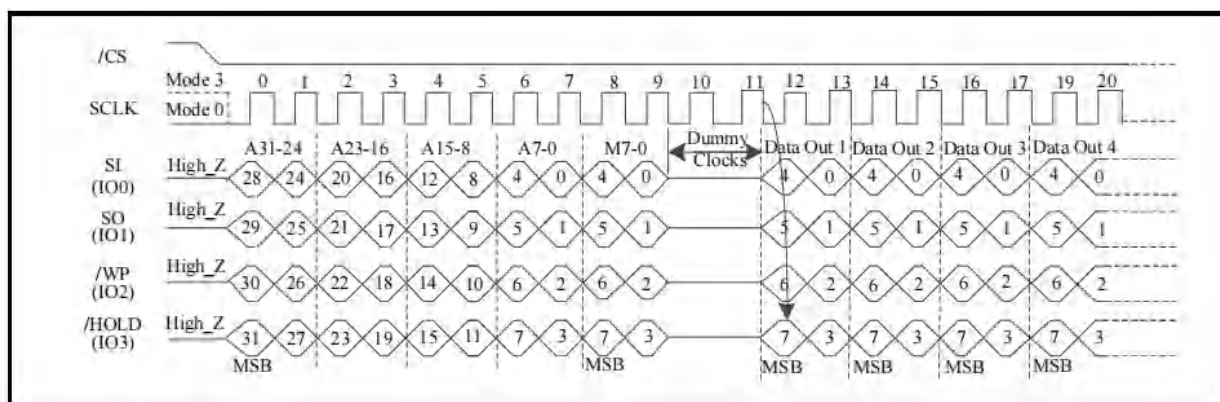 /CS
Mode 3 0 1 2 3 4 5 6 7 8 9 10 11 12 13 14 15 16 17 19 20
SCLK Mode 0
A31-24 A23-16 A15-8 A7-0 M7-0 Dummy Clocks Data Out 1 Data Out 2 Data Out 3 Data Out 4
SI (IO0) High_Z 28 24 20 16 12 8 4 0 4 0 4 0 4 0 4 0 4 0
SO (IO1) High_Z 29 25 21 17 13 9 5 1 5 1 5 1 5 1 5 1 5 1
/WP (IO2) High_Z 30 26 22 18 14 10 6 2 6 2 6 2 6 2 6 2 6 2
/HOLD (IO3) High_Z 31 27 23 19 15 11 7 3 7 3 7 3 7 3 7 3 7 3
MSB MSB MSB MSB MSB MSB